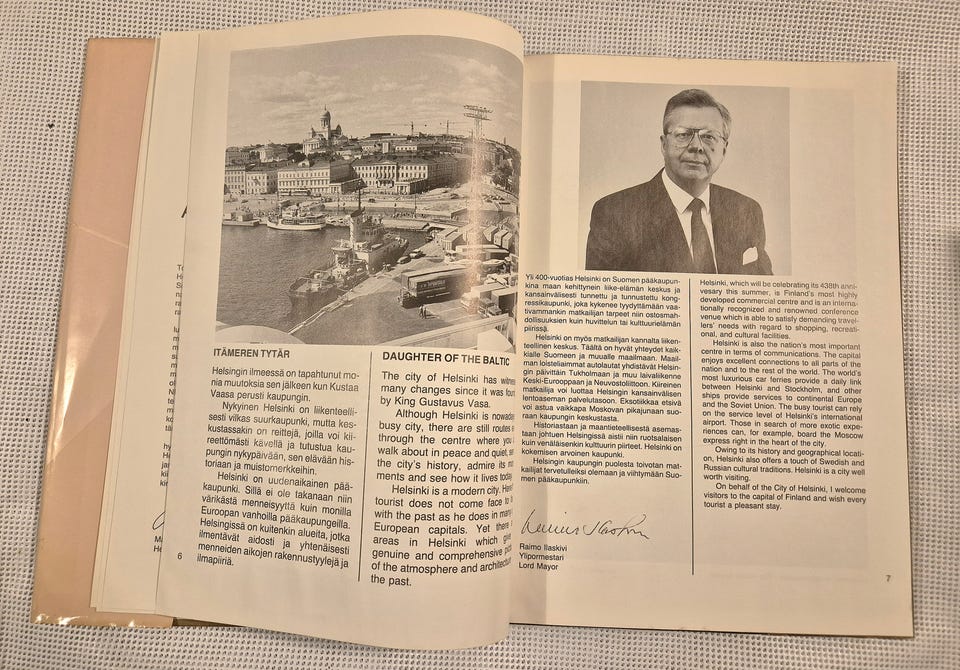 ITÄMEREN TYTÄR
Helsingin ilmeessä on tapahtunut mo-
nia muutoksia sen jälkeen kun Kustaa
Vaasa perusti kaupungin.
Nykyinen Helsinki on liikenteelli-
sesti vilkas suurkaupunki, mutta kes-
kustassakin on reittejä, joilla voi kii-
reettömästi kävellä ja tutustua kau-
pungin nykypäivään, sen elävään his-
toriaan ja muistomerkkeihin.
Helsinki on uudenaikainen pää-
kaupunki. Sillä ei ole takanaan niin
värikästä menneisyyttä kuin monilla
Euroopan vanhoilla pääkaupungeilla.
Helsingissä on kuitenkin alueita, jotka
ilmentävät aidosti ja yhtenäisesti
menneiden aikojen rakennustyylejä ja
ilmapiiriä.
6
DAUGHTER OF THE BALTIC
The city of Helsinki has
many changes since it was
by King Gustavus Vasa.
Although Helsinki is
busy city, there are still routes
through the centre where you
walk about in peace and quiet,
the city's history, admire its
ments and see how it lives today
Helsinki is a modern city.
tourist does not come face to
with the past as he does in many
European capitals. Yet there
areas in Helsinki which
genuine and comprehensive
of the atmosphere and
the past.
Yli 400-vuotias Helsinki on Suomen pääkaupun-
kina maan kehittynein liike-elämän keskus ja
kansainvälisesti tunnettu ja tunnustettu kong-
ressikaupunki, joka kykenee tyydyttämään vaa-
tivammankin matkailijan tarpeet niin ostosmah-
dollisuuksien kuin huvittelun tai kulttuurielämän
piirissä.
Helsinki on myös matkailijan kannalta liiken-
teellinen keskus. Täältä on hyvät yhteydet kaik-
kialle Suomeen ja muualle maailmaan. Maail-
man loisteliaimmat autolautat yhdistävät Helsin-
gin päivittäin Tukholmaan ja muu laivaliikenne
Keski-Eurooppaan ja Neuvostoliittoon. Kiireinen
matkailija voi luottaa Helsingin kansainvälisen
lentoaseman palvelutasoon. Eksotiikkaa etsivä
voi astua vaikkapa Moskovan pikajunaan suo-
raan kaupungin keskustasta.
Historiastaan ja maantieteellisestä asemas-
taan johtuen Helsingissä aistii niin ruotsalaisen
kuin venäläisenkin kulttuurin piirteet. Helsinki on
kokemisen arvoinen kaupunki.
Helsingin kaupungin puolesta toivotan mat-
kailijat tervetulleiksi olemaan ja viihtymään Suo-
men pääkaupunkiin.
Raimo Ilaskivi
Ylipormestari
Lord Mayor
Helsinki, which will be celebrating its 438th anni-
vesary this summer, is Finland's most highly
developed commercial centre and is an interna-
tionally recognized and renowned conference
venue which is able to satisfy demanding travel-
lers' needs with regard to shopping, recreati-
onal, and cultural facilities.
Helsinki is also the nation's most important
centre in terms of communications. The capital
enjoys excellent connections to all parts of the
nation and to the rest of the world. The world's
most luxurious car ferries provide a daily link
between Helsinki and Stockholm, and other
ships provide services to continental Europe
and the Soviet Union. The busy tourist can rely
on the service level of Helsinki's international
airport. Those in search of more exotic expe-
riences can, for example, board the Moscow
express right in the heart of the city.
Owing to its history and geographical locati-
on, Helsinki also offers a touch of Swedish and
Russian cultural traditions. Helsinki is a city well
worth visiting.
On behalf of the City of Helsinki, I welcome
visitors to the capital of Finland and wish every
tourist a pleasant stay.
7